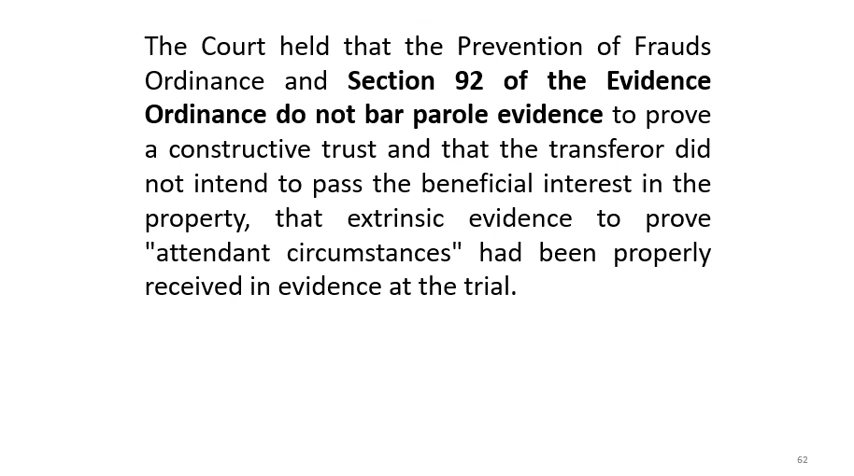 The Court held that the Prevention of Frauds
Ordinance and Section 92 of the Evidence
Ordinance do not bar parole evidence to prove
a constructive trust and that the transferor did
not intend to pass the beneficial interest in the
property, that extrinsic evidence to prove
"attendant circumstances" had been properly
received in evidence at the trial.
62